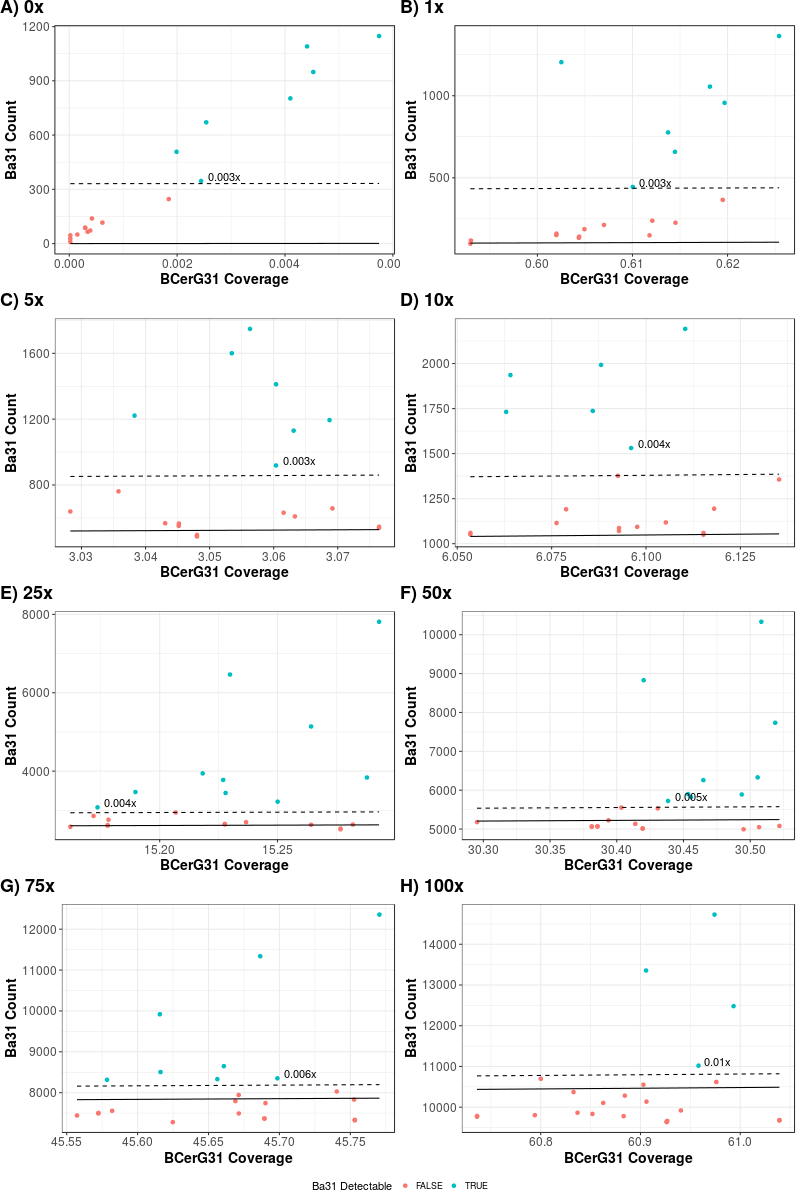 A) 0x
B) 1x
Ba31 Count
1200
900
600
300
0
0.003x
0.000
0.002
0.004
0.00
BCerG31 Coverage
Ba31 Count
1000
500
0.003x
0.60
0.61
0.62
BCerG31 Coverage
C) 5x
D) 10x
Ba31 Count
1600
1200
800
0.003x
3.03
3.04
3.05
3.06
3.07
BCerG31 Coverage
Ba31 Count
2000
1750
1500
1250
1000
0.004x
6.050
6.075
6.100
6.125
BCerG31 Coverage
E) 25x
F) 50x
Ba31 Count
8000
6000
4000
0.004x
15.20
15.25
BCerG31 Coverage
Ba31 Count
10000
9000
8000
7000
6000
5000
0.005x
30.30
30.35
30.40
30.45
30.50
BCerG31 Coverage
G) 75x
H) 100x
Ba31 Count
12000
11000
10000
9000
8000
0.006x
45.55
45.60
45.65
45.70
45.75
BCerG31 Coverage
Ba31 Count
14000
13000
12000
11000
10000
0.01x
60.8
60.9
61.0
BCerG31 Coverage
Ba31 Detectable FALSE TRUE